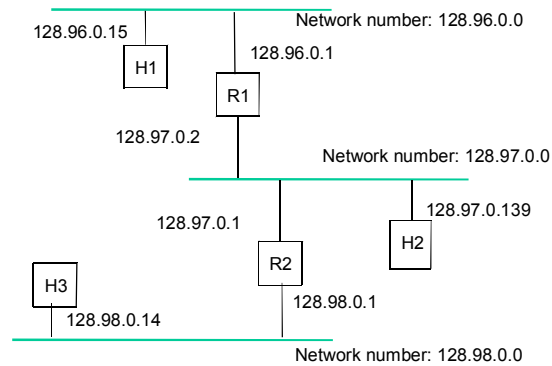 Network number: 128.96.0.0
128.96.0.15
128.96.0.1
H1
R1
128.97.0.2
Network number: 128.97.0.0
128.97.0.139
128.97.0.1
H2
R2
H3
128.98.0.1
128.98.0.14
Network number: 128.98.0.0